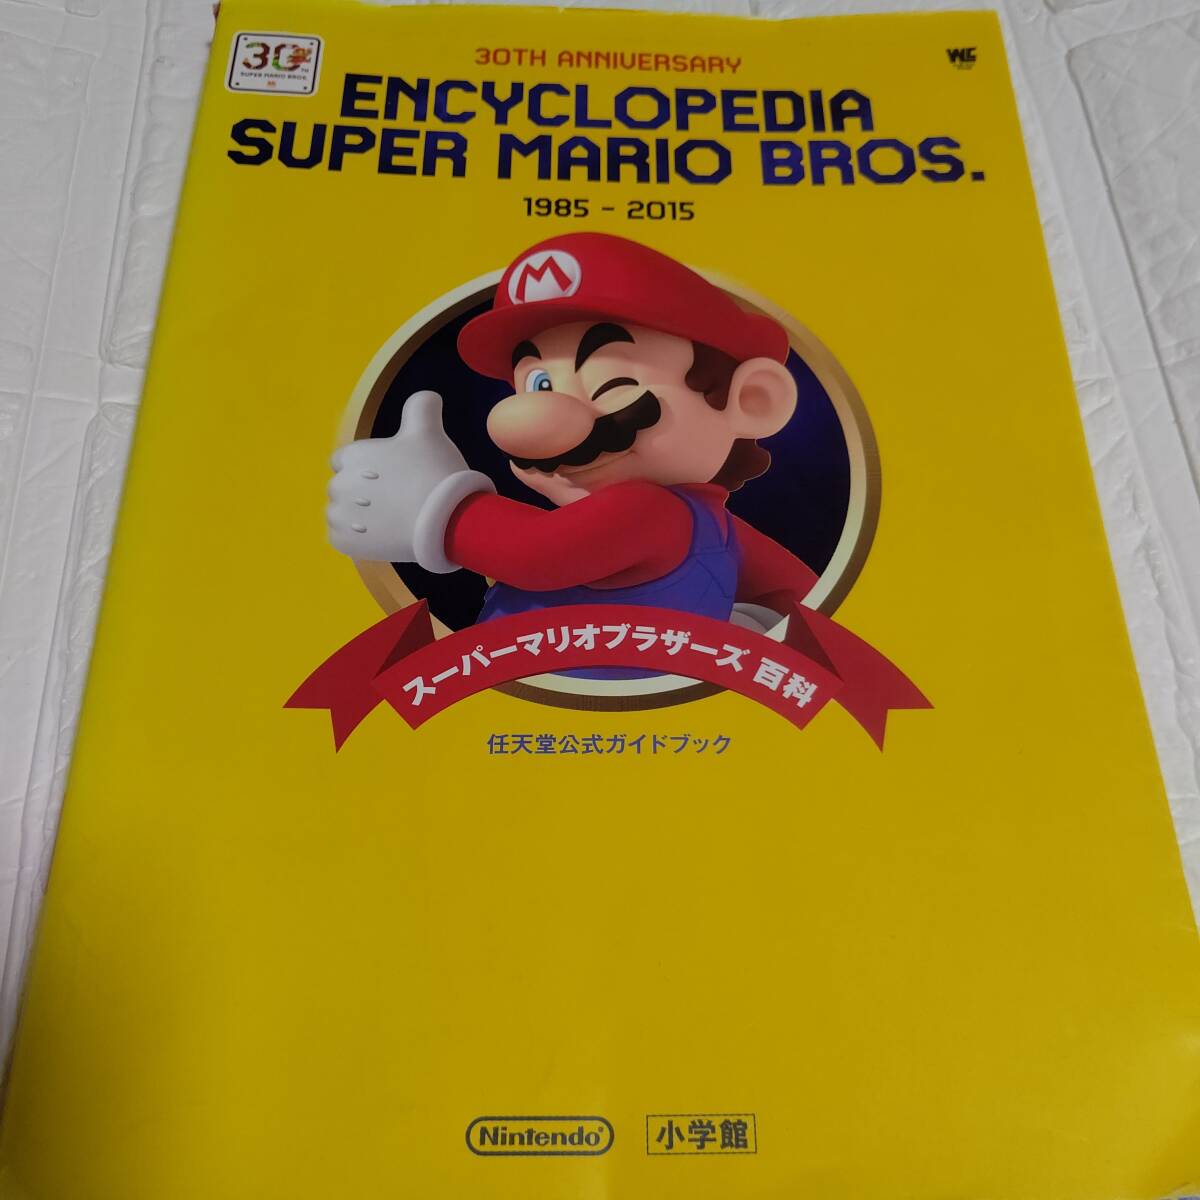 30TH
SUPER MARIO BROS.
30TH ANNIVERSARY
ENCYCLOPEDIA
SUPER MARIO BROS.
1985 - 2015
M
スーパーマリオブラザーズ 百科
任天堂公式ガイドブック
Nintendo
小学館